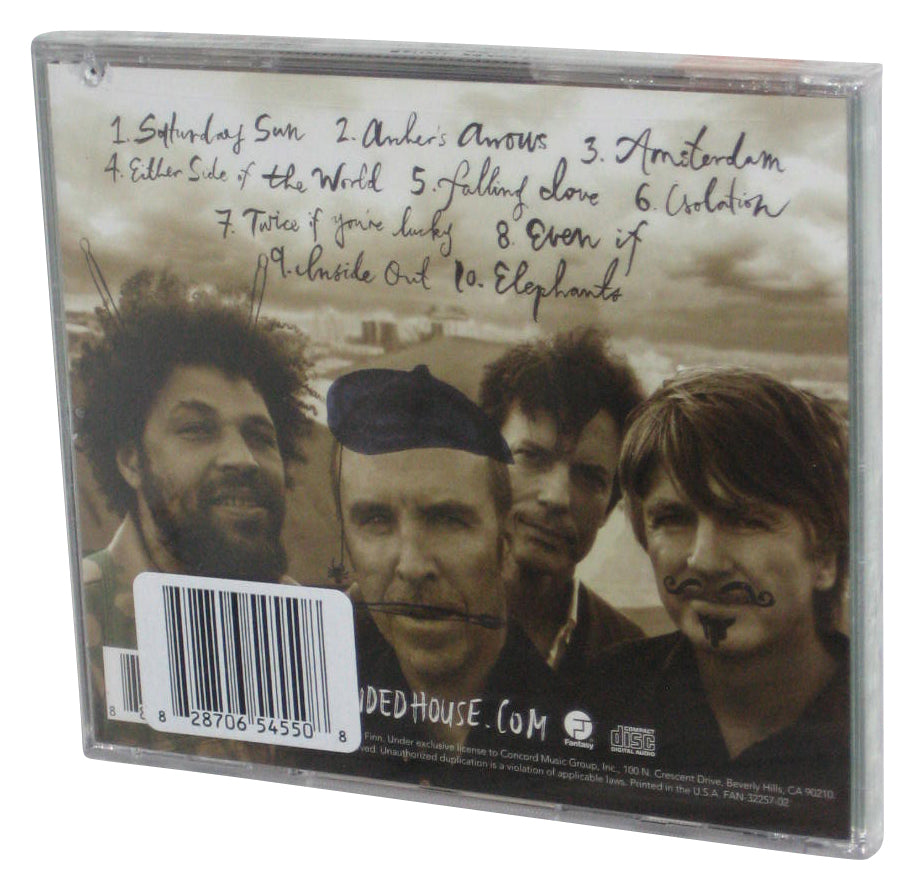 1. Saturday Sun 2. Archer's Arrows 3. Amsterdam
4. Either Side of the World 5. Falling Dove 6. Isolation
7. Twice if you're lucky 8. Even if
9. Inside Out 10. Elephants
DEDHOUSE.COM
Fantasy
COMPACT
disc
DIGITAL AUDIO
8 28706 54550 8
8
Finn. Under exclusive license to Concord Music Group, Inc., 100 N. Crescent Drive, Beverly Hills, CA 90210.
ved. Unauthorized duplication is a violation of applicable laws. Printed in the U.S.A. FAN-32257-02